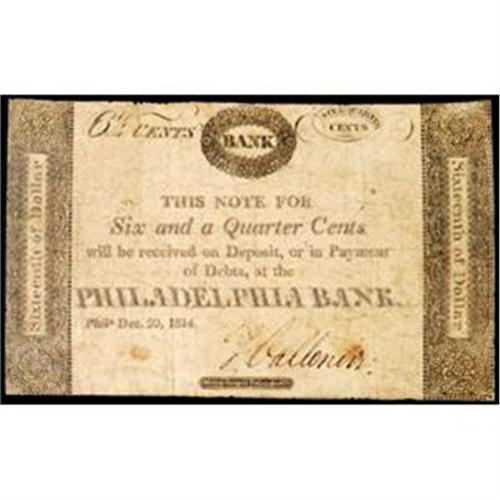 6¼ CENTS
BANK
CENTS
Sixteenth of Dollar
THIS NOTE FOR
Six and a Quarter Cents.
will be received on Deposit, or in Payment
of Debts, at the
PHILADELPHIA BANK.
Phila Dec. 20, 1814.
Sixteenth of Dollar